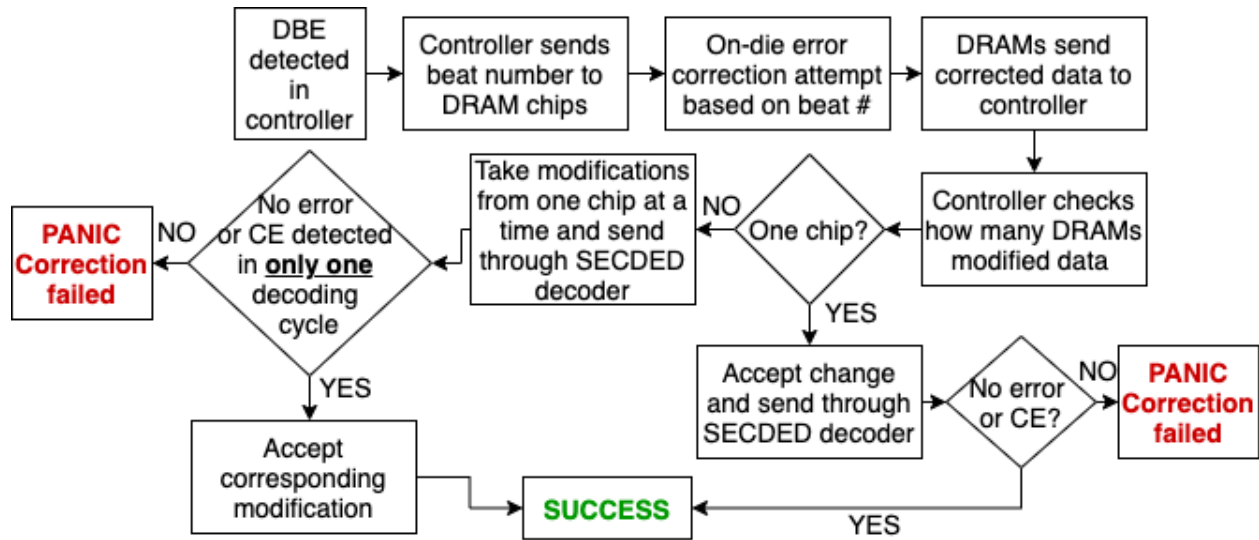 DBE
detected
in
controller
Controller sends
beat number to
DRAM chips
On-die error
correction attempt
based on beat #
DRAMs send
corrected data to
controller
Controller checks
how many DRAMs
modified data
One chip?
NO
Take modifications
from one chip at a
time and send
through SECDED
decoder
No error
or CE detected
in only one
decoding
cycle
NO
PANIC
Correction
failed
YES
Accept
corresponding
modification
YES
Accept change
and send through
SECDED decoder
No error
or CE?
NO
PANIC
Correction
failed
YES
SUCCESS